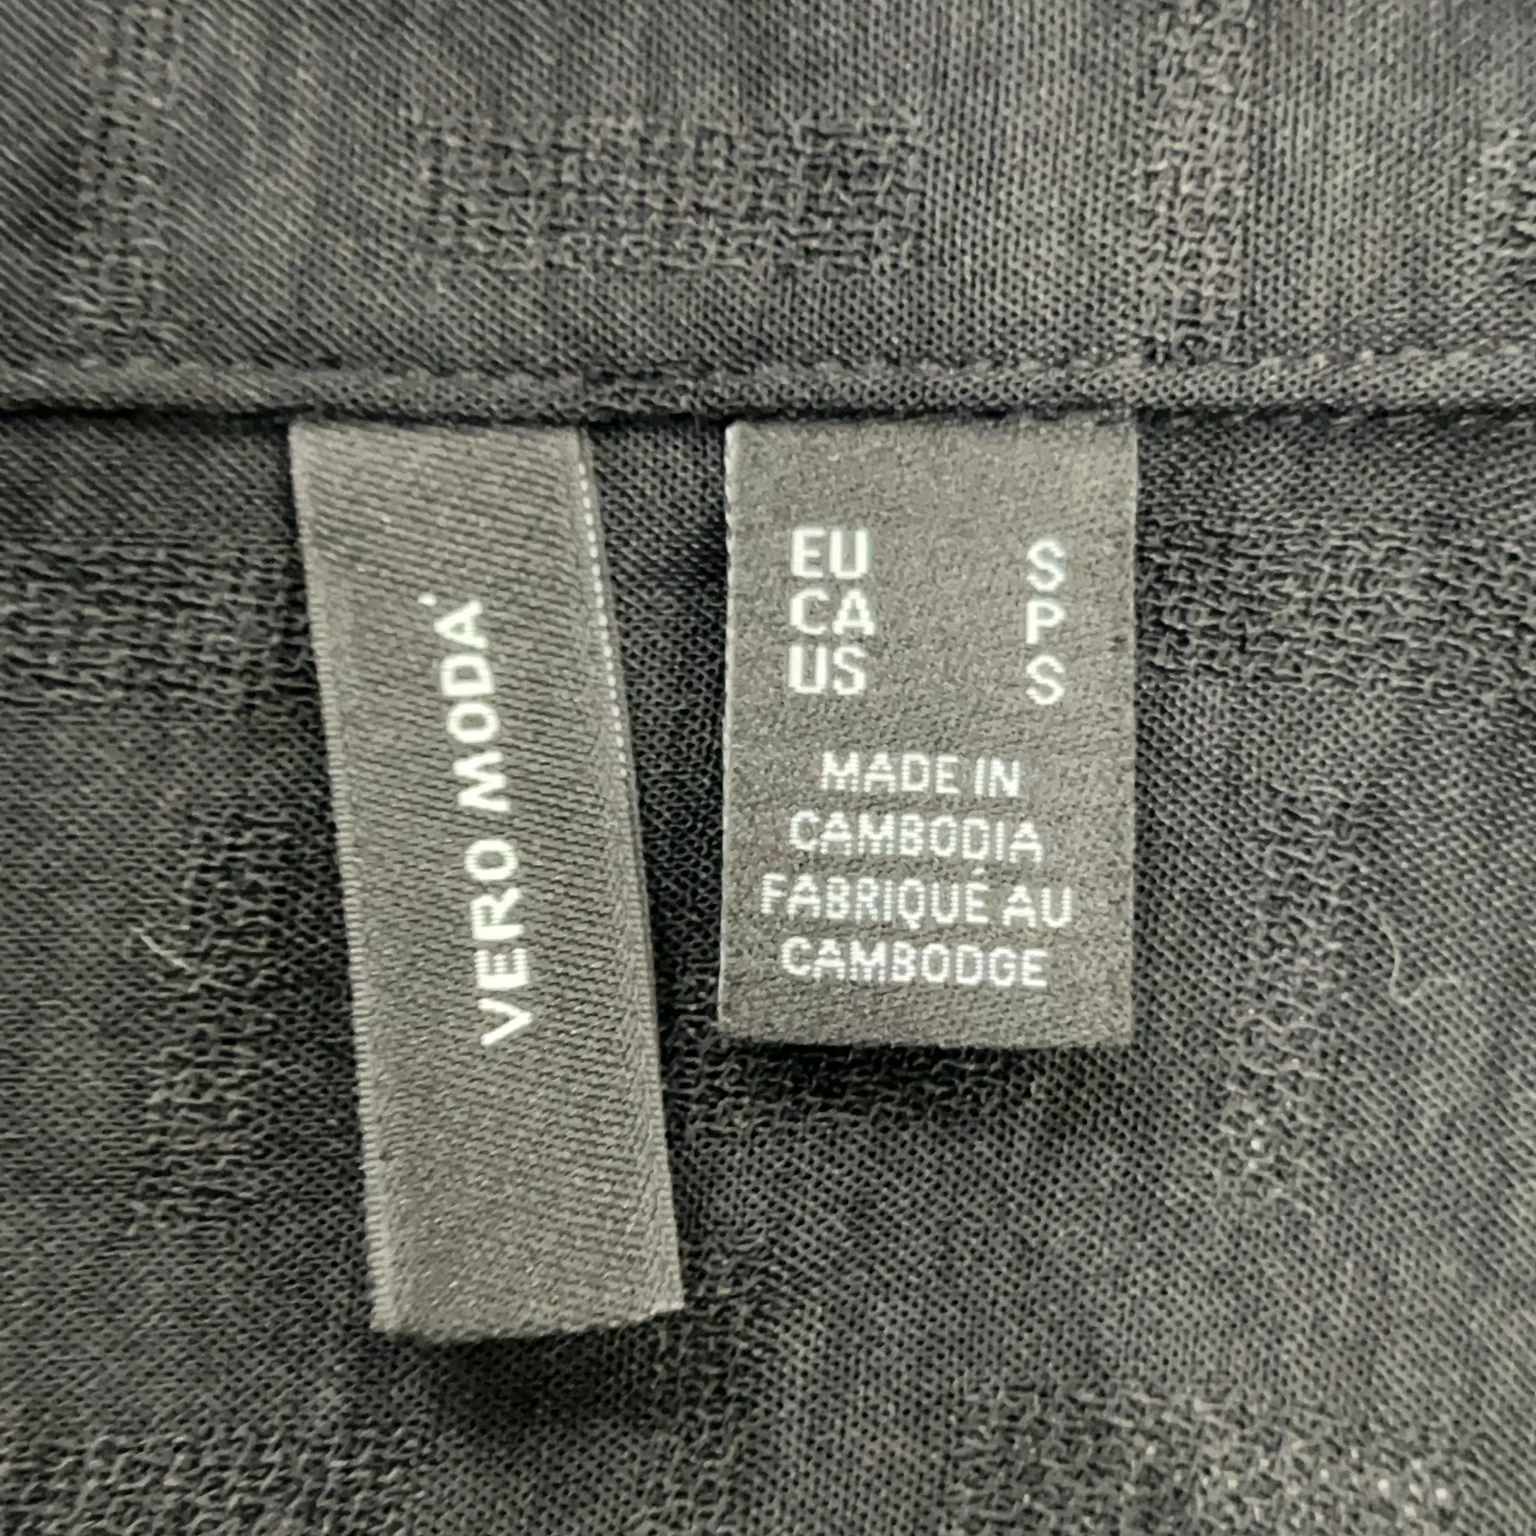 VERO MODA
EU S
CA P
US S
MADE IN
CAMBODIA
FABRIQUÉ AU
CAMBODGE